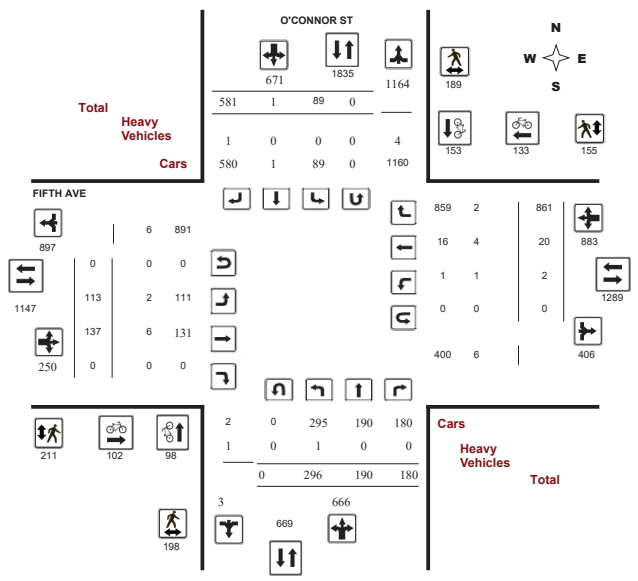 O'CONNOR ST
N
W E
S
671 1835 1164
189
Total 581 1 89 0
Heavy
Vehicles
1 0 0 0 4
Cars 580 1 89 0 1160
153 133 155
FIFTH AVE
897
6 891
0 0 0
1147
113 2 111
137 6 131
250
0 0 0
859 2 861
883
16 4 20
1 1 2
1289
0 0 0
406
400 6
211 102 98
198
2 0 295 190 180
1 0 1 0 0
0 296 190 180
3 666
669
Cars
Heavy
Vehicles
Total